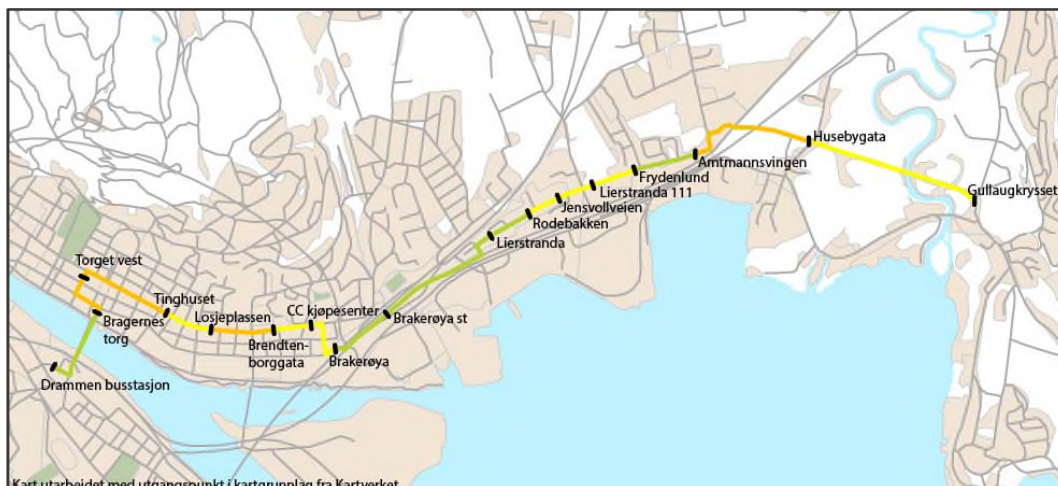 Husebygata
Amtmannsvingen
Frydenlund
Gullaugkrysset
Lierstranda 111
Jensvollveien
Rodebakken
Lierstranda
Torget vest
Tinghuset
CC kjøpesenter
Losjeplassen
Bragernes
torg
Brakerøya st
Brendten-
borggata
Brakerøya
Drammen busstasjon
Kart utarbeidet med utgangspunkt i kartgrunnlag fra Kartverket